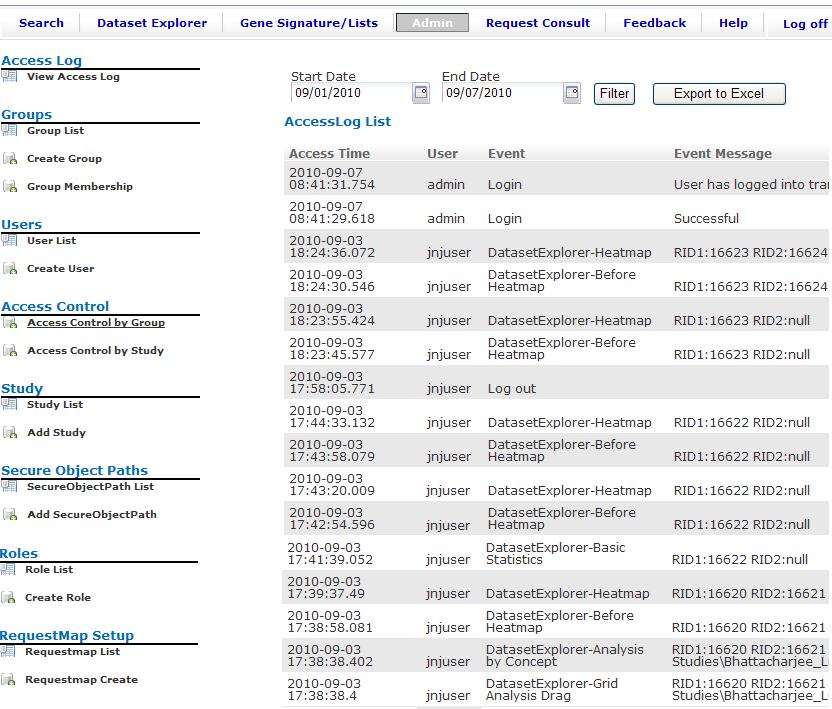 Search Dataset Explorer Gene Signature/Lists Admin Request Consult Feedback Help Log off
Access Log
View Access Log
Groups
Group List
Create Group
Group Membership
Users
User List
Create User
Access Control
Access Control by Group
Access Control by Study
Study
Study List
Add Study
Secure Object Paths
SecureObjectPath List
Add SecureObjectPath
Roles
Role List
Create Role
RequestMap Setup
Requestmap List
Requestmap Create
Start Date End Date
09/01/2010 09/07/2010 Filter Export to Excel
AccessLog List
Access Time User Event Event Message
2010-09-07
08:41:31.754 admin Login User has logged into tran
2010-09-07
08:41:29.618 admin Login Successful
2010-09-03
18:24:36.072 jnjuser DatasetExplorer-Heatmap RID1:16623 RID2:16624
2010-09-03 DatasetExplorer-Before
18:24:30.546 jnjuser Heatmap RID1:16623 RID2:16624
2010-09-03
18:23:55.424 jnjuser DatasetExplorer-Heatmap RID1:16623 RID2:null
2010-09-03 DatasetExplorer-Before
18:23:45.577 jnjuser Heatmap RID1:16623 RID2:null
2010-09-03
17:58:05.771 jnjuser Log out
2010-09-03
17:44:33.132 jnjuser DatasetExplorer-Heatmap RID1:16622 RID2:null
2010-09-03 DatasetExplorer-Before
17:43:58.079 jnjuser Heatmap RID1:16622 RID2:null
2010-09-03
17:43:20.009 jnjuser DatasetExplorer-Heatmap RID1:16622 RID2:null
2010-09-03 DatasetExplorer-Before
17:42:54.596 jnjuser Heatmap RID1:16622 RID2:null
2010-09-03 DatasetExplorer-Basic
17:41:39.052 jnjuser Statistics RID1:16622 RID2:null
2010-09-03
17:39:37.49 jnjuser DatasetExplorer-Heatmap RID1:16620 RID2:16621
2010-09-03 DatasetExplorer-Before
17:38:58.081 jnjuser Heatmap RID1:16620 RID2:16621
2010-09-03 DatasetExplorer-Analysis RID1:16620 RID2:16621
17:38:38.402 jnjuser by Concept Studies\Bhattacharjee_L
2010-09-03 DatasetExplorer-Grid RID1:16620 RID2:16621
17:38:38.4 jnjuser Analysis Drag Studies\Bhattacharjee_L